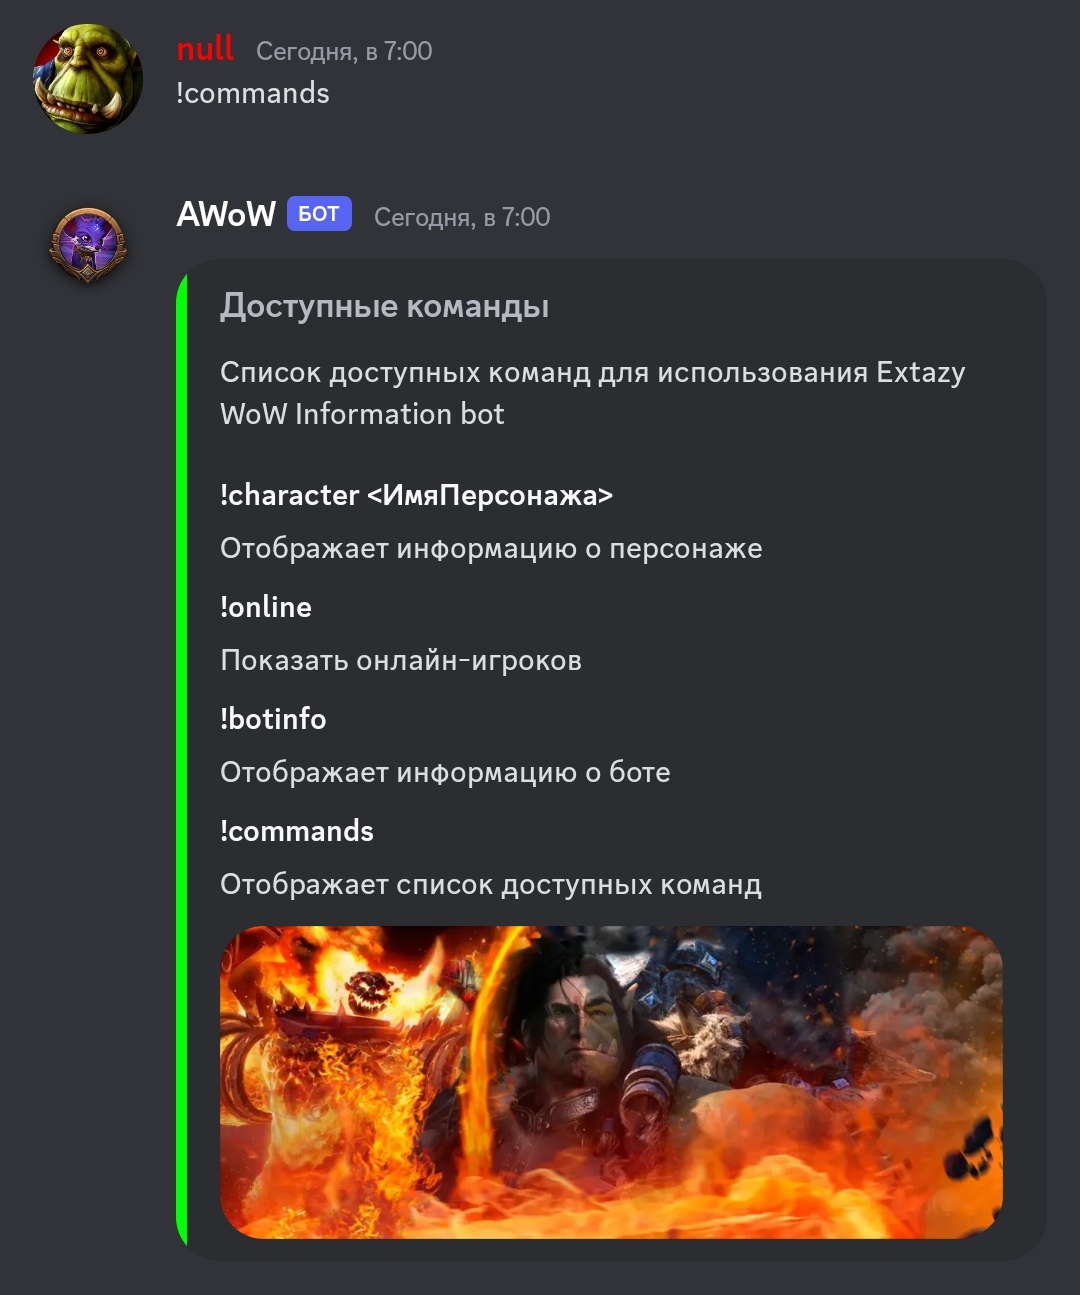 null Сегодня, в 7:00
!commands
AWoW БОТ Сегодня, в 7:00
Доступные команды
Список доступных команд для использования Extazy
WoW Information bot
!character <ИмяПерсонажа>
Отображает информацию о персонаже
!online
Показать онлайн-игроков
!botinfo
Отображает информацию о боте
!commands
Отображает список доступных команд